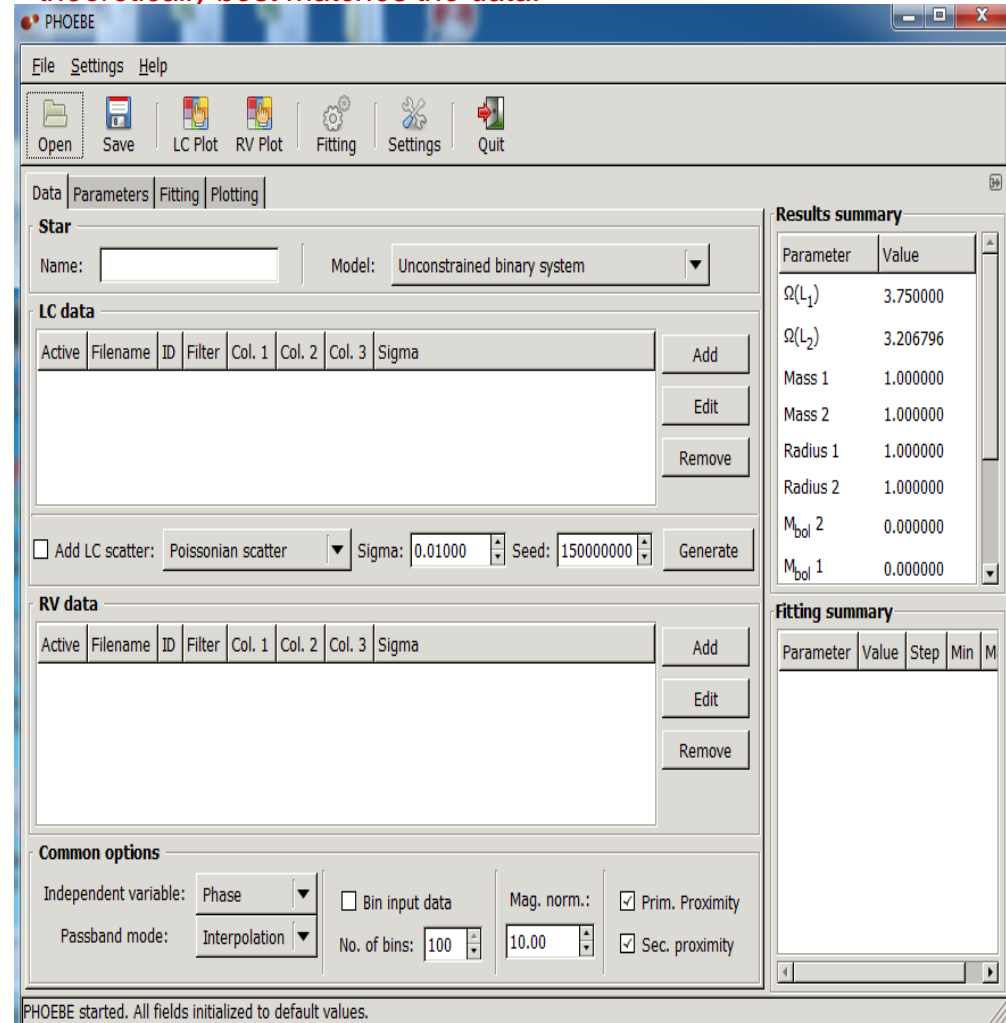 theoretically best matches the data.
PHOEBE
File Settings Help
Open Save LC Plot RV Plot Fitting Settings Quit
Data Parameters Fitting Plotting
Star
Name: Model: Unconstrained binary system
LC data
Active Filename ID Filter Col. 1 Col. 2 Col. 3 Sigma
Add
Edit
Remove
Add LC scatter: Poissonian scatter Sigma: 0.01000 Seed: 150000000 Generate
RV data
Active Filename ID Filter Col. 1 Col. 2 Col. 3 Sigma
Add
Edit
Remove
Common options
Independent variable: Phase
Passband mode: Interpolation
Bin input data
No. of bins: 100
Mag. norm.:
10.00
Prim. Proximity
Sec. proximity
Results summary
Parameter Value
Ω(L₁) 3.750000
Ω(L₂) 3.206796
Mass 1 1.000000
Mass 2 1.000000
Radius 1 1.000000
Radius 2 1.000000
M_bol 2 0.000000
M_bol 1 0.000000
Fitting summary
Parameter Value Step Min M
PHOEBE started. All fields initialized to default values.